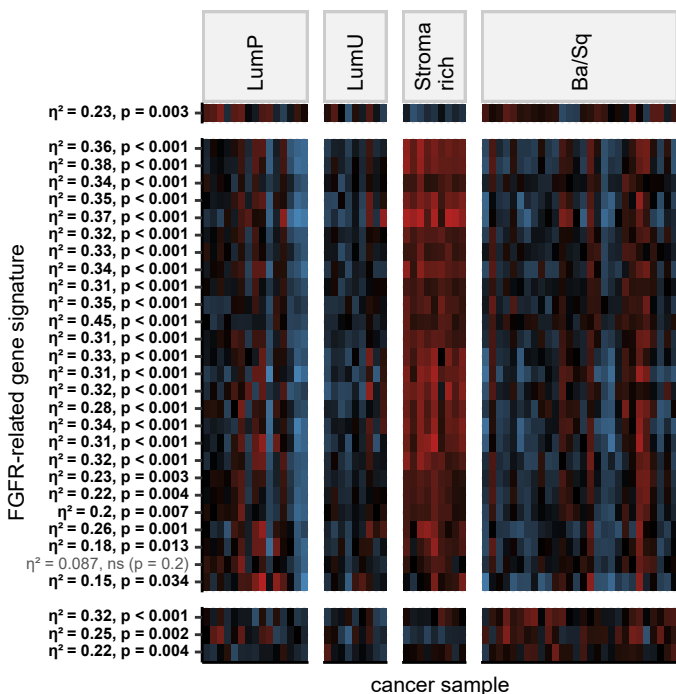 LumP
LumU
Stroma
rich
Ba/Sq
η² = 0.23, p = 0.003
η² = 0.36, p < 0.001
η² = 0.38, p < 0.001
η² = 0.34, p < 0.001
η² = 0.35, p < 0.001
η² = 0.37, p < 0.001
η² = 0.32, p < 0.001
η² = 0.33, p < 0.001
η² = 0.34, p < 0.001
η² = 0.31, p < 0.001
η² = 0.35, p < 0.001
η² = 0.45, p < 0.001
η² = 0.31, p < 0.001
η² = 0.33, p < 0.001
η² = 0.31, p < 0.001
η² = 0.32, p < 0.001
η² = 0.28, p < 0.001
η² = 0.34, p < 0.001
η² = 0.31, p < 0.001
η² = 0.32, p < 0.001
η² = 0.23, p = 0.003
η² = 0.22, p = 0.004
η² = 0.2, p = 0.007
η² = 0.26, p = 0.001
η² = 0.18, p = 0.013
η² = 0.087, ns (p = 0.2)
η² = 0.15, p = 0.034
η² = 0.32, p < 0.001
η² = 0.25, p = 0.002
η² = 0.22, p = 0.004
FGFR-related gene signature
cancer sample